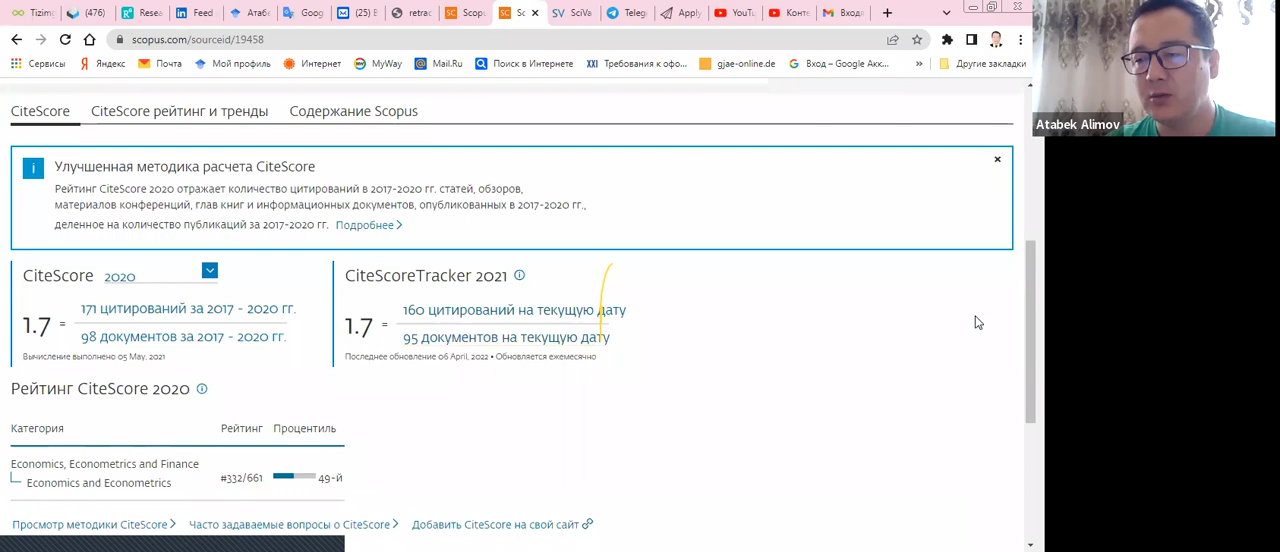 Tizimc
(476)
Resea
Feed
Атабе
Goog
(25) В
retrac
Scopu
Sc
SciVa
Telegr
Apply
YouTu
Конте
Входя
scopus.com/sourceid/19458
Сервисы
Яндекс
Почта
Мой профиль
Интернет
MyWay
Mail.Ru
Поиск в Интернете
XXI Требования к офо...
gjae-online.de
Вход – Google Акк...
»
Другие закладки
Atabek Alimov
CiteScore CiteScore рейтинг и тренды Содержание Scopus
Улучшенная методика расчета CiteScore
Рейтинг CiteScore 2020 отражает количество цитирований в 2017-2020 гг. статей, обзоров,
материалов конференций, глав книг и информационных документов, опубликованных в 2017-2020 гг.,
деленное на количество публикаций за 2017-2020 гг. Подробнее
CiteScore 2020
171 цитирований за 2017 - 2020 гг.
1.7 =
98 документов за 2017 - 2020 гг.
Вычисление выполнено 05 May, 2021
CiteScoreTracker 2021
160 цитирований на текущую дату
1.7 =
95 документов на текущую дату
Последнее обновление 06 April, 2022 • Обновляется ежемесячно
Рейтинг CiteScore 2020
Категория Рейтинг Процентиль
Economics, Econometrics and Finance
Economics and Econometrics #332/661 49-й
Просмотр методики CiteScore Часто задаваемые вопросы о CiteScore Добавить CiteScore на свой сайт